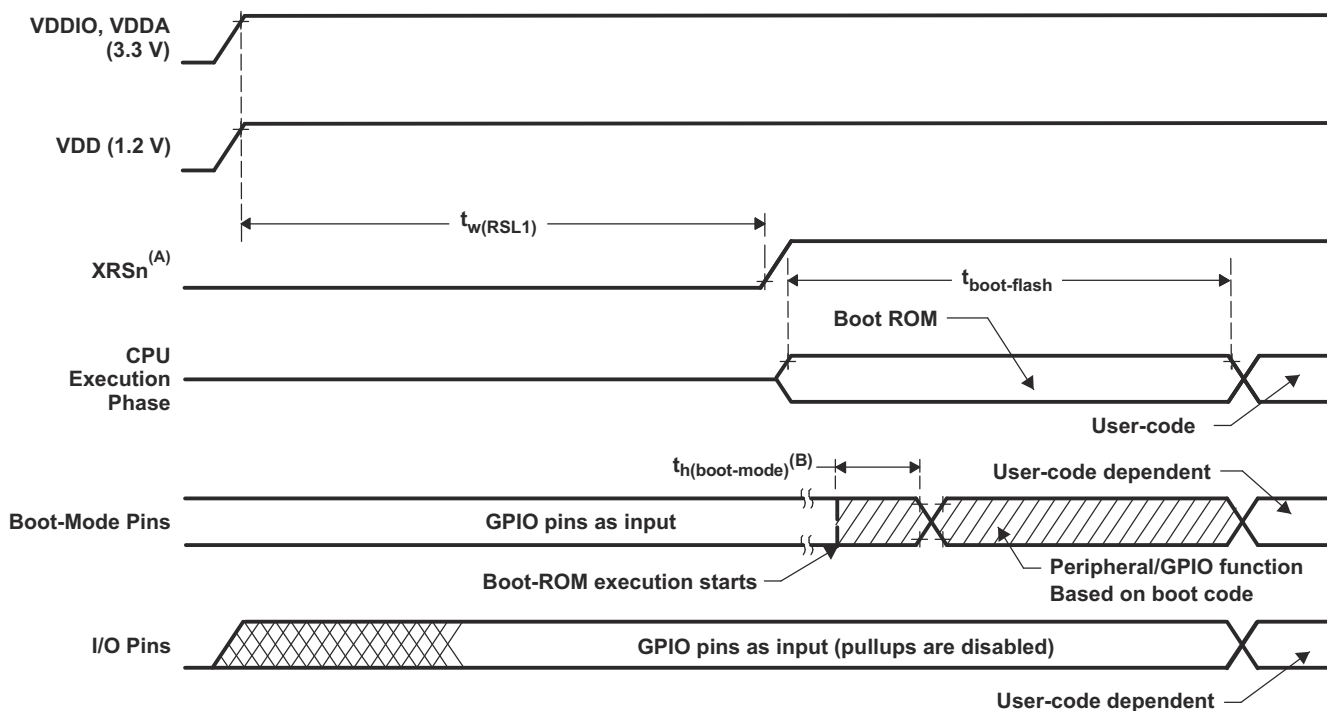 VDDIO, VDDA
(3.3 V)
VDD (1.2 V)
tw(RSL1)
XRSn(A)
tboot-flash
Boot ROM
CPU
Execution
Phase
User-code
th(boot-mode)(B)
User-code dependent
Boot-Mode Pins
GPIO pins as input
Boot-ROM execution starts
Peripheral/GPIO function
Based on boot code
I/O Pins
GPIO pins as input (pullups are disabled)
User-code dependent